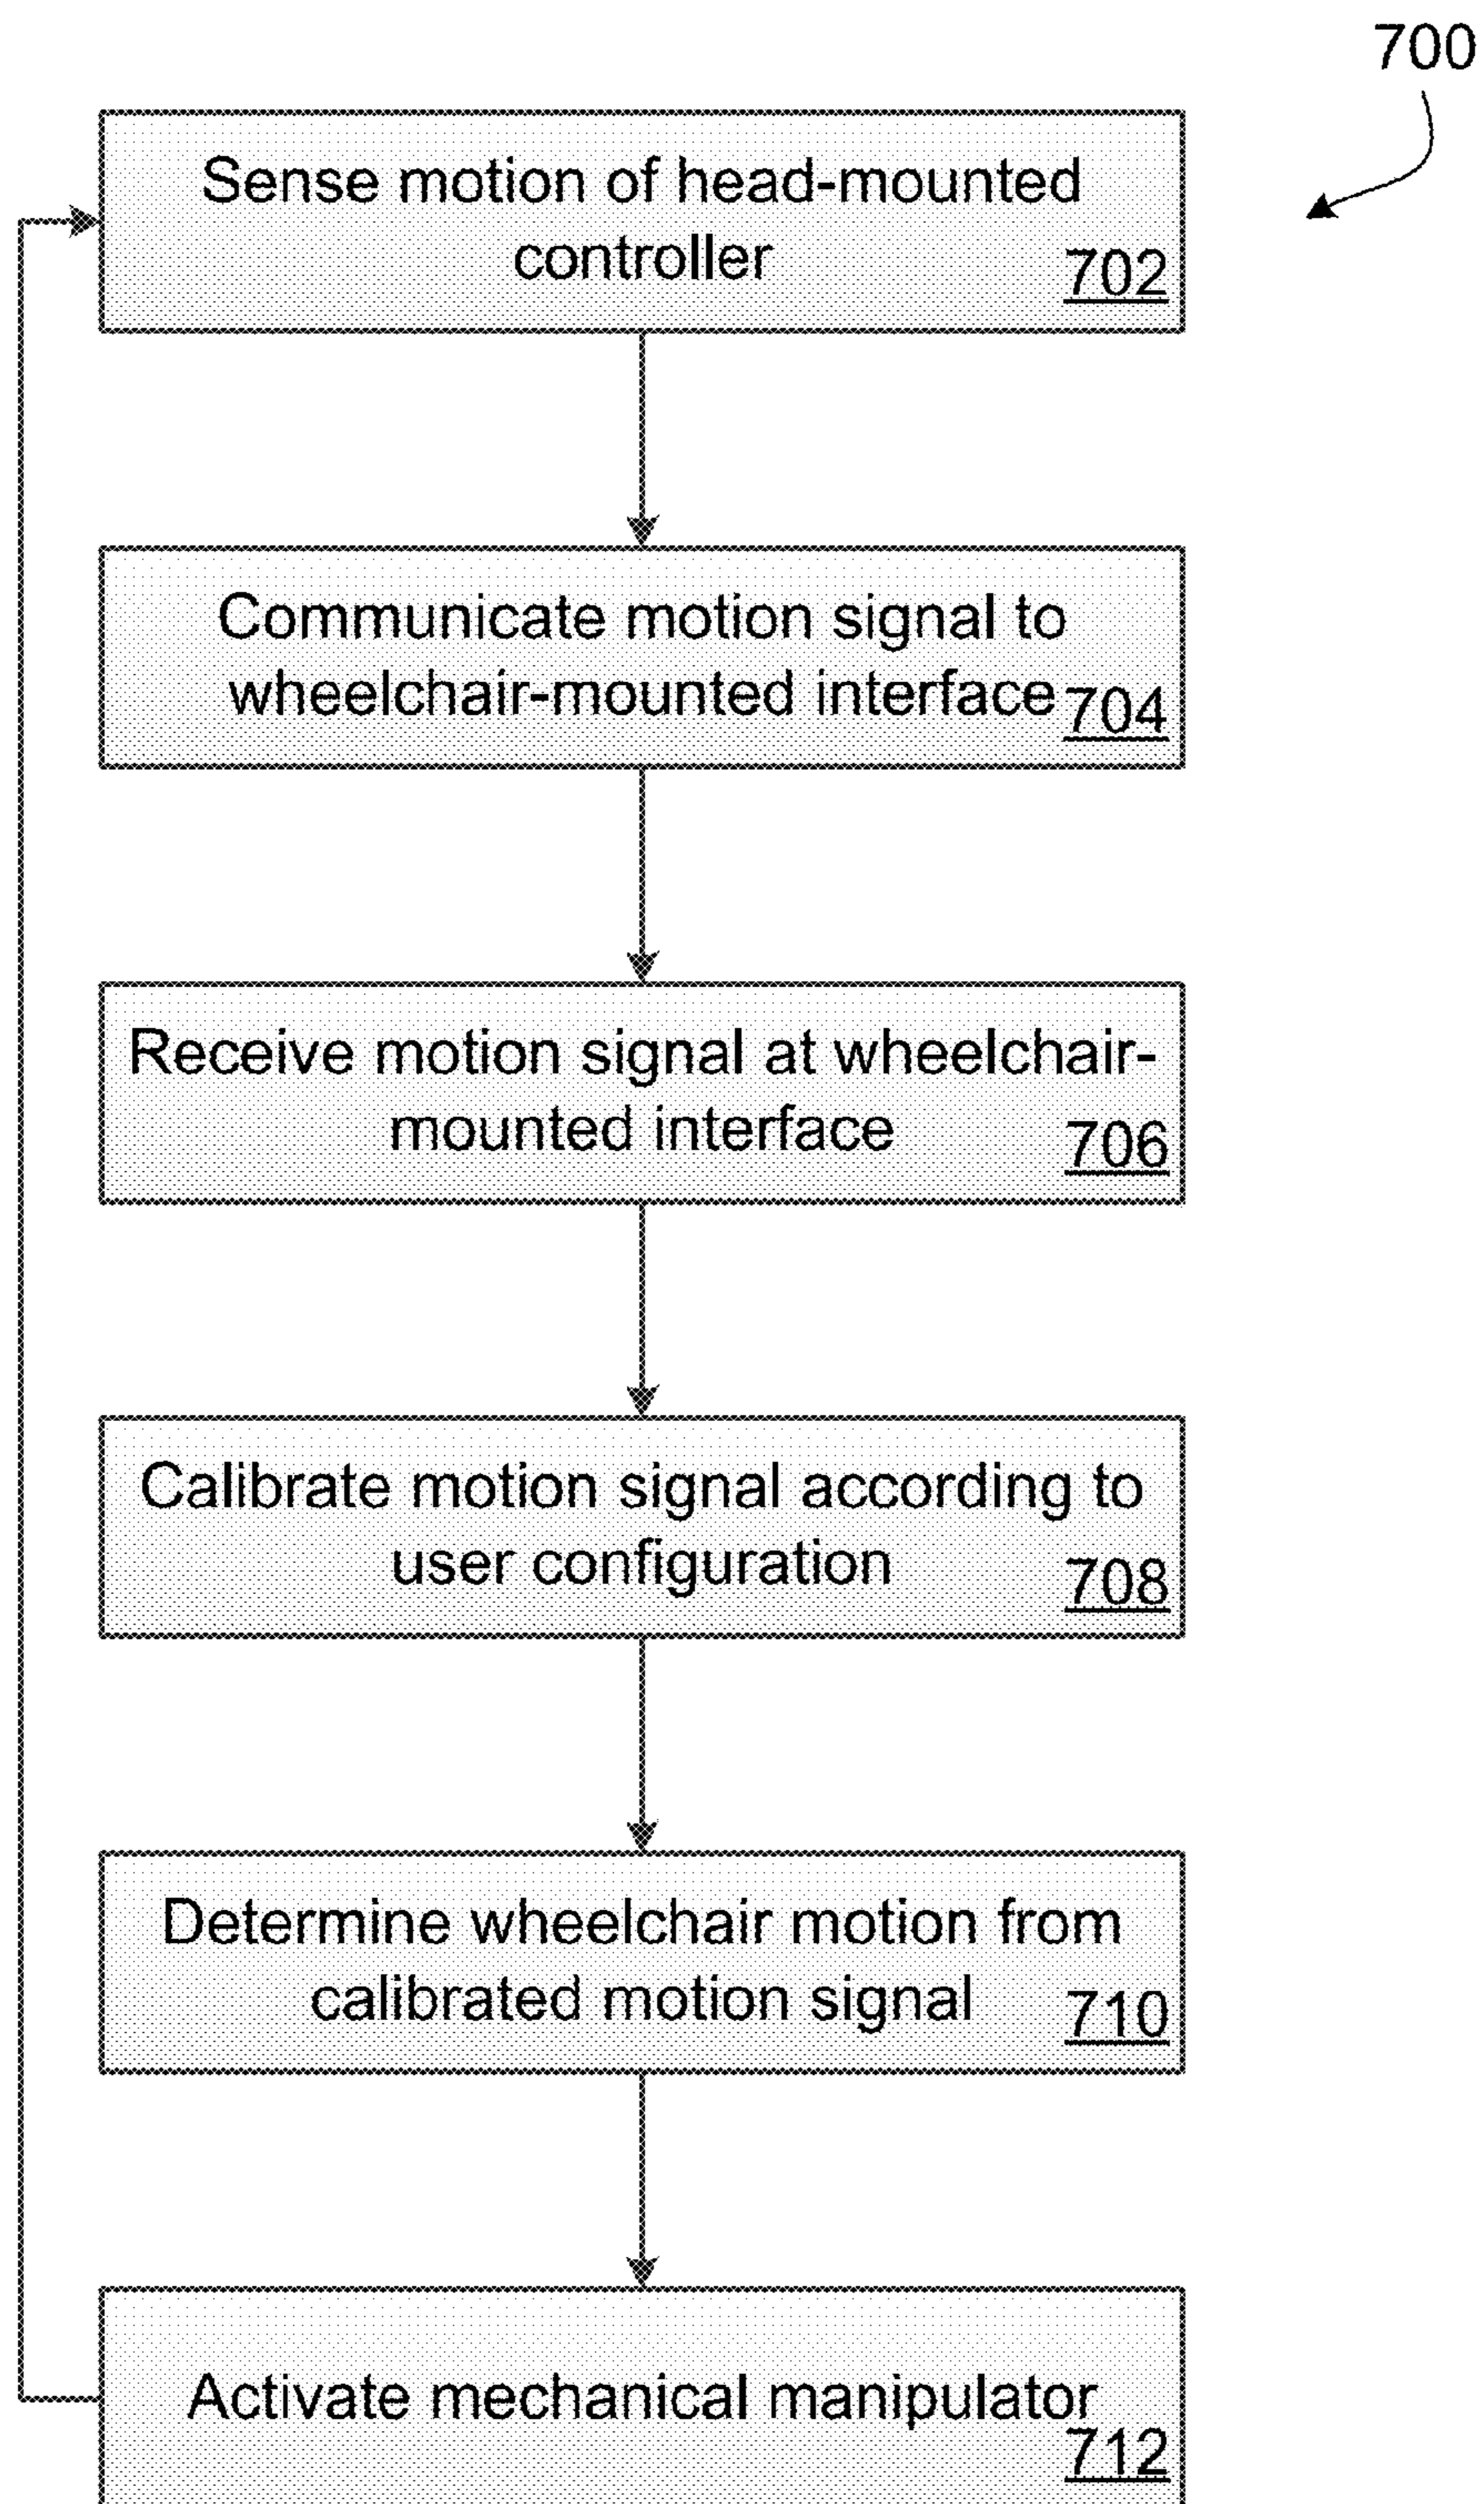 700
Sense motion of head-mounted
controller
702
Communicate motion signal to
wheelchair-mounted interface
704
Receive motion signal at wheelchair-
mounted interface
706
Calibrate motion signal according to
user configuration
708
Determine wheelchair motion from
calibrated motion signal
710
Activate mechanical manipulator
712